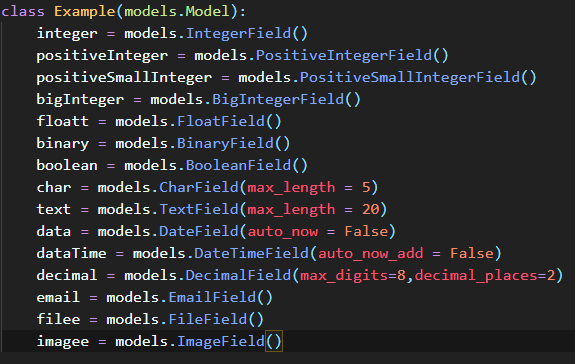 class Example(models.Model):
    integer = models.IntegerField()
    positiveInteger = models.PositiveIntegerField()
    positiveSmallInteger = models.PositiveSmallIntegerField()
    bigInteger = models.BigIntegerField()
    floatt = models.FloatField()
    binary = models.BinaryField()
    boolean = models.BooleanField()
    char = models.CharField(max_length = 5)
    text = models.TextField(max_length = 20)
    data = models.DateField(auto_now = False)
    dataTime = models.DateTimeField(auto_now_add = False)
    decimal = models.DecimalField(max_digits=8,decimal_places=2)
    email = models.EmailField()
    filee = models.FileField()
    imagee = models.ImageField()